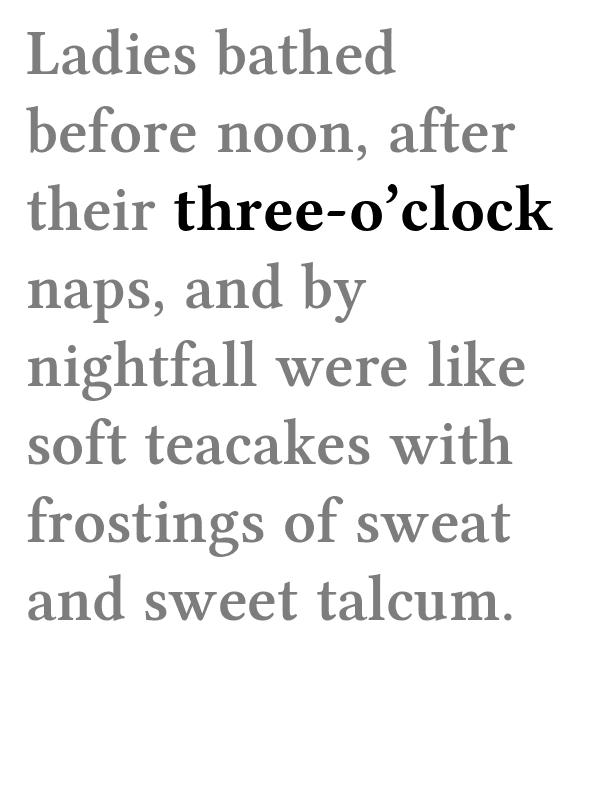 Ladies bathed
before noon, after
their three-o’clock
naps, and by
nightfall were like
soft teacakes with
frostings of sweat
and sweet talcum.